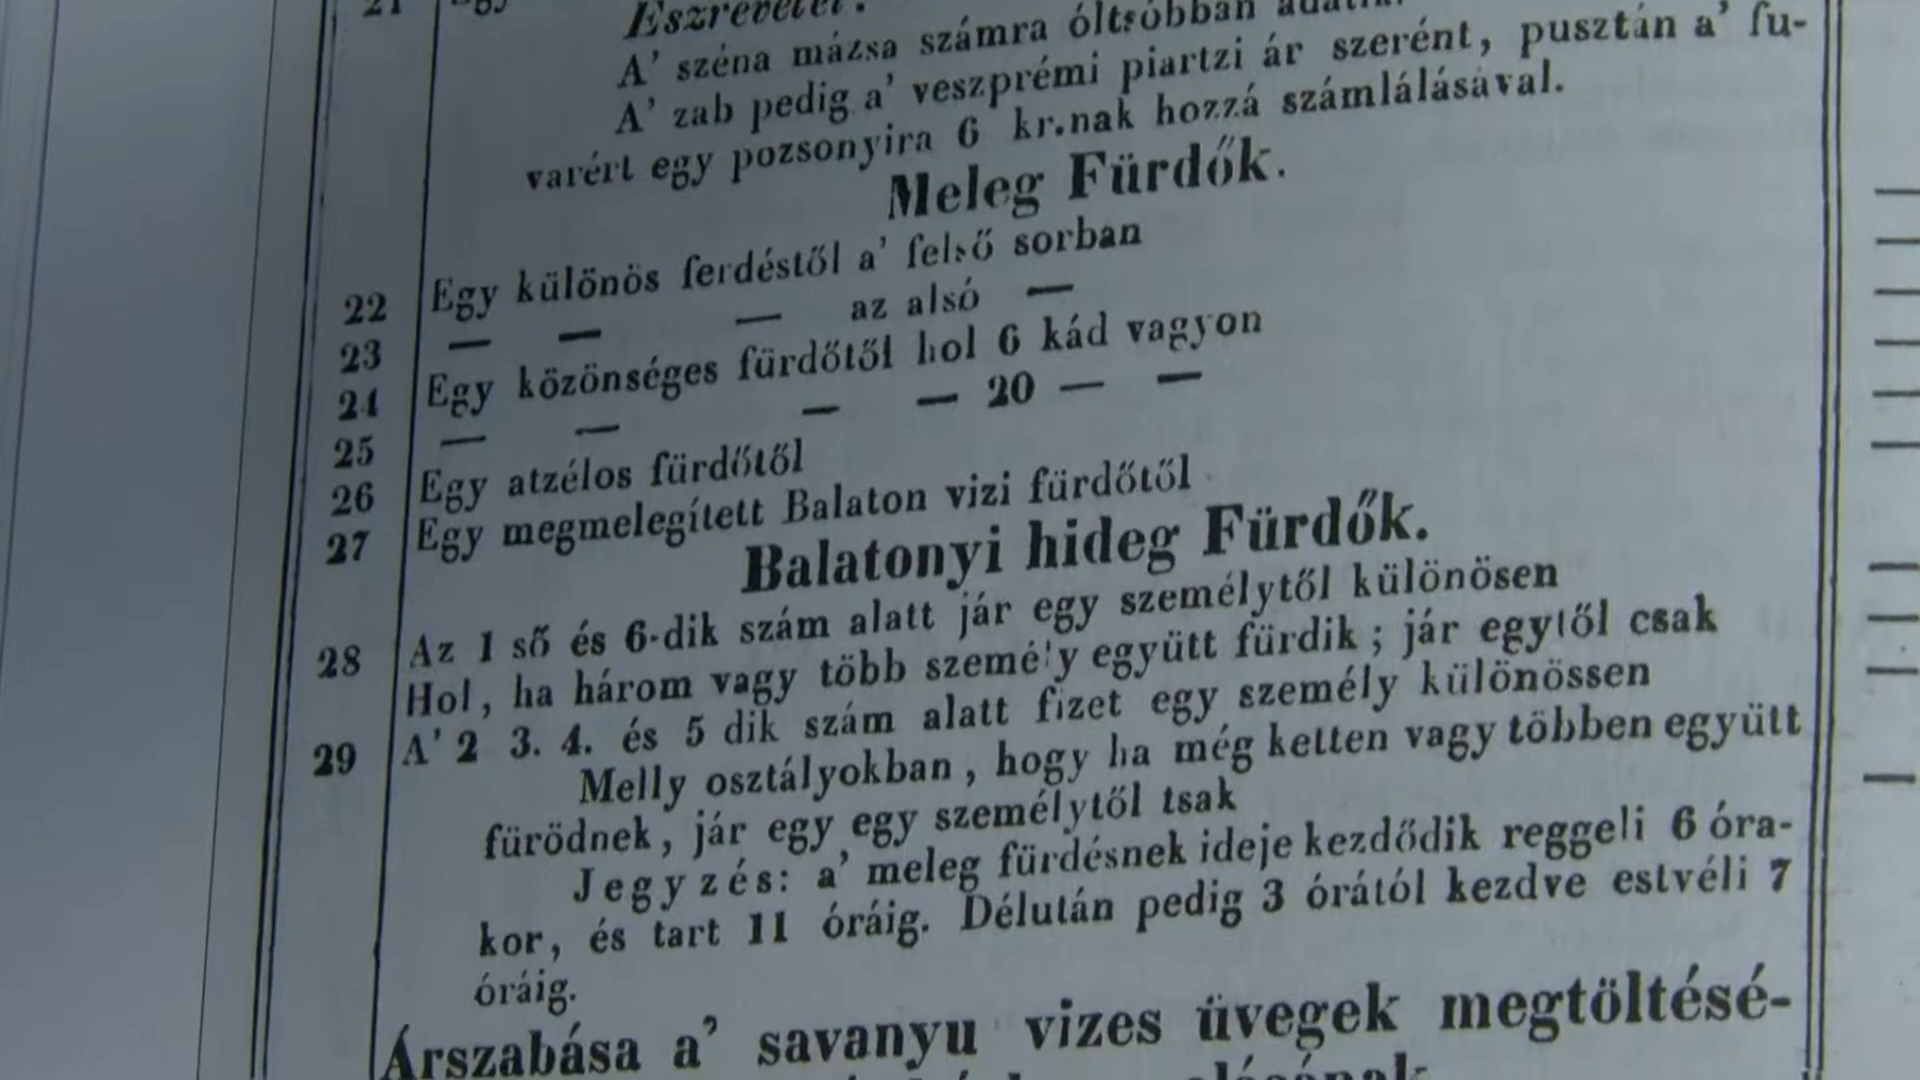 21
Eszrevétel.
A' széna mázsa számra óltsóbban
A' zab pedig a' veszprémi piartzi ár szerént, pusztán a' fu-
varért egy pozsonyira 6 kr.nak hozzá számlálásával.
Meleg Fürdők.
22 Egy különös ferdéstől a' felső sorban
23 — — — az alsó —
24 Egy közönséges fürdőtől hol 6 kád vagyon
25 — — — — 20 — —
26 Egy atzélos fürdőtől
27 Egy megmelegített Balaton vizi fürdőtől
Balatonyi hideg Fürdők.
28 Az 1 ső és 6-dik szám alatt jár egy személytől különösen
Hol, ha három vagy több személy együtt fürdik; jár egytől csak
29 A' 2 3. 4. és 5 dik szám alatt fizet egy személy különössen
Melly osztályokban, hogy ha még ketten vagy többen együtt
fürödnek, jár egy egy személytől tsak
Jegyzés: a' meleg fürdésnek ideje kezdődik reggeli 6 óra-
kor, és tart 11 óráig. Délután pedig 3 órától kezdve estvéli 7
óráig.
Árszabása a' savanyu vizes üvegek megtöltésé-